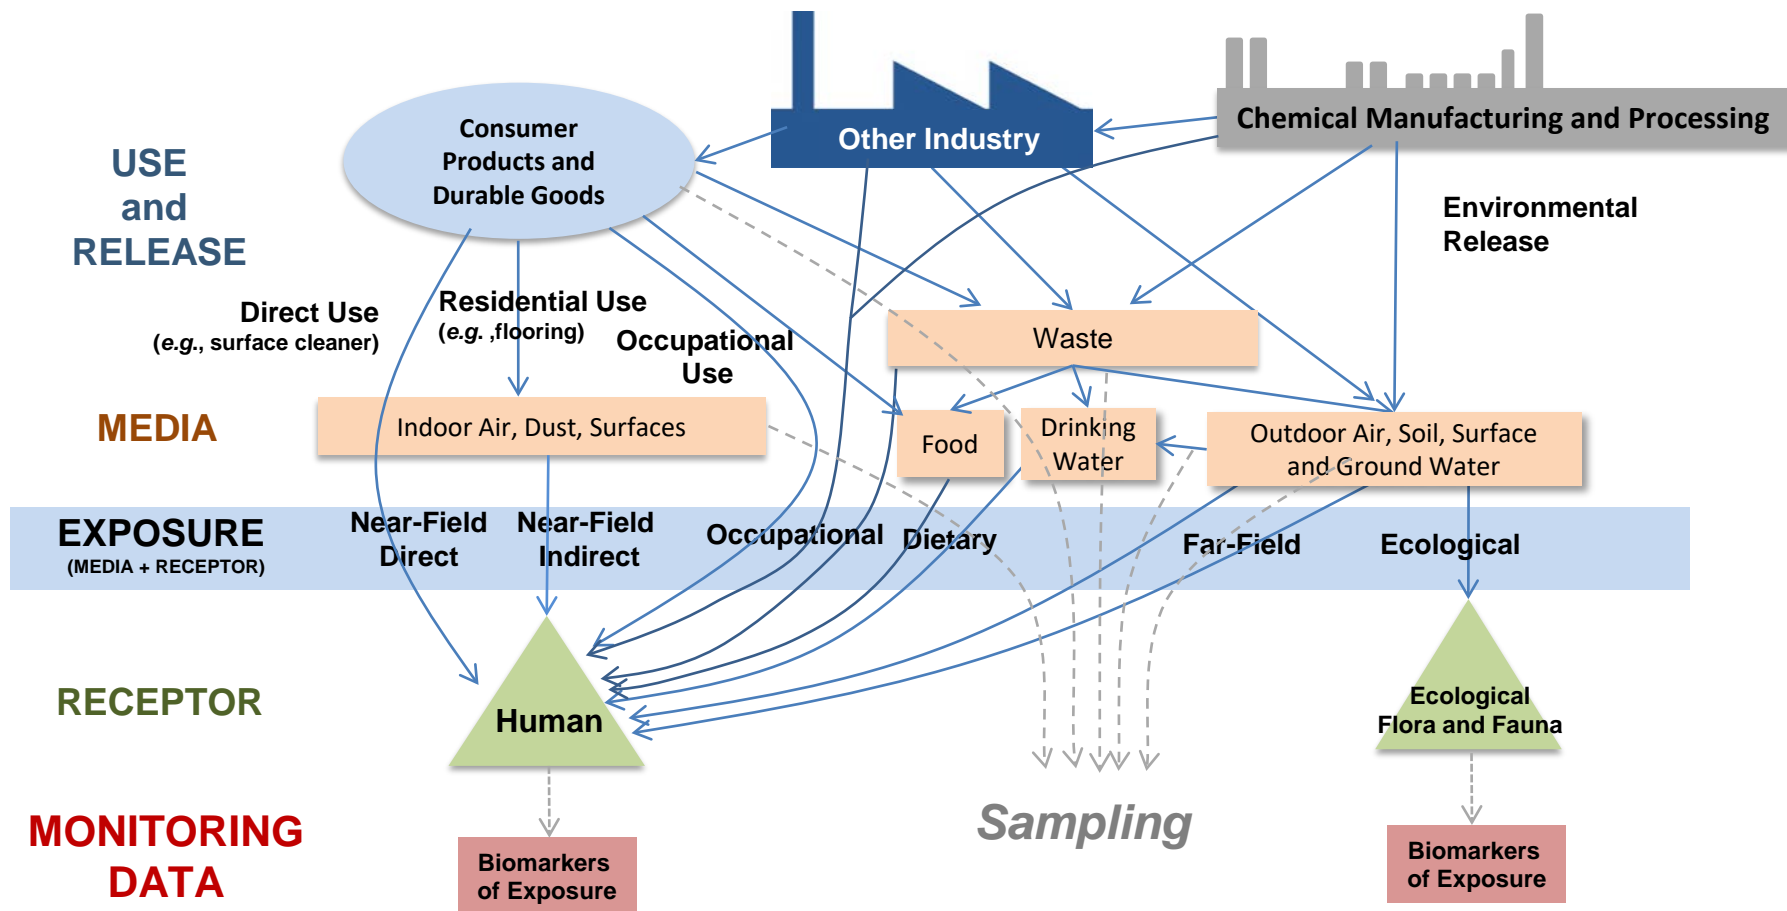 Consumer
Products and
Durable Goods
Other Industry
Chemical Manufacturing and Processing
USE
and
RELEASE
Environmental
Release
Direct Use
(e.g., surface cleaner)
Residential Use
(e.g. ,flooring)
Occupational
Use
Waste
MEDIA
Indoor Air, Dust, Surfaces
Food
Drinking
Water
Outdoor Air, Soil, Surface
and Ground Water
EXPOSURE
(MEDIA + RECEPTOR)
Near-Field
Direct
Near-Field
Indirect
Occupational
Dietary
Far-Field
Ecological
RECEPTOR
Human
Ecological
Flora and Fauna
MONITORING
DATA
Biomarkers
of Exposure
Sampling
Biomarkers
of Exposure